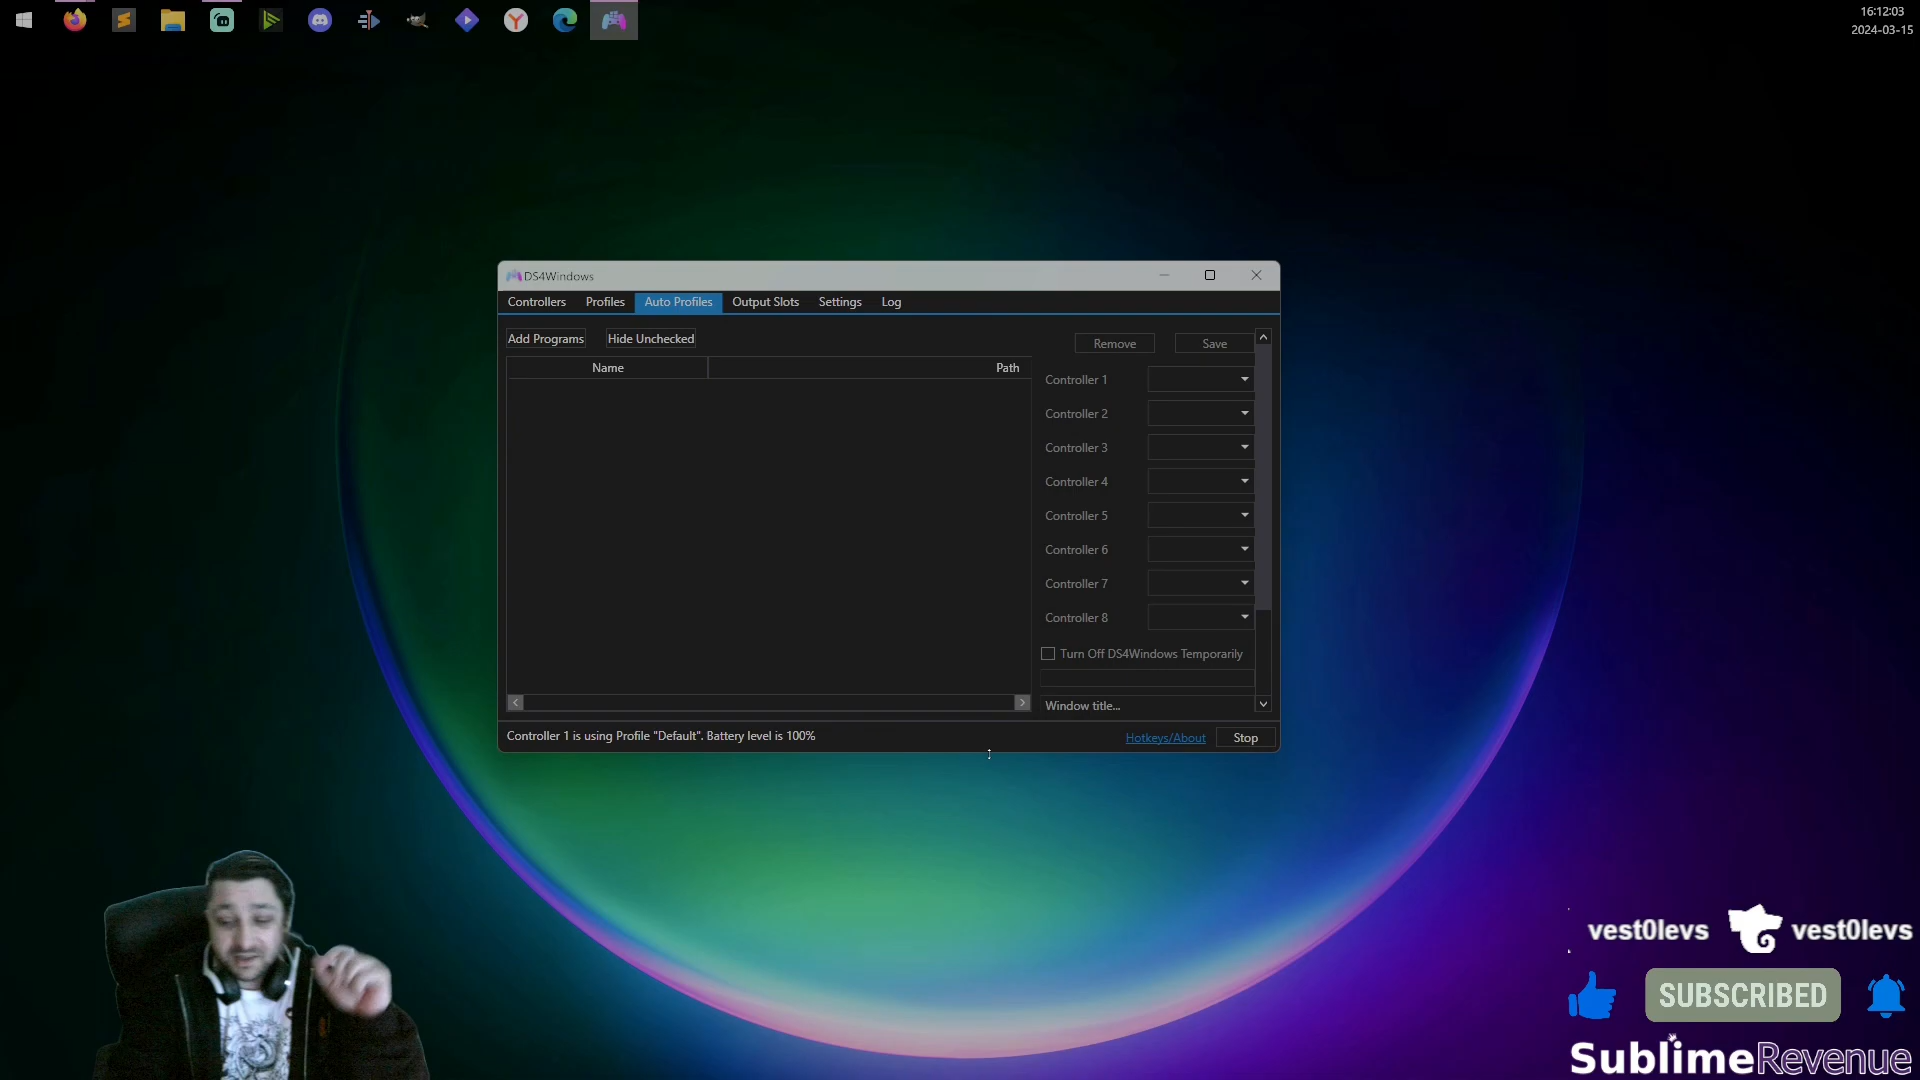 16:12:03
2024-03-15
DS4Windows
Controllers Profiles Auto Profiles Output Slots Settings Log
Add Programs Hide Unchecked
Remove Save
Name Path
Controller 1
Controller 2
Controller 3
Controller 4
Controller 5
Controller 6
Controller 7
Controller 8
Turn Off DS4Windows Temporarily
Window title...
Controller 1 is using Profile "Default". Battery level is 100%
Hotkeys/About Stop
vest0levs vest0levs
SUBSCRIBED
SublimeRevenue